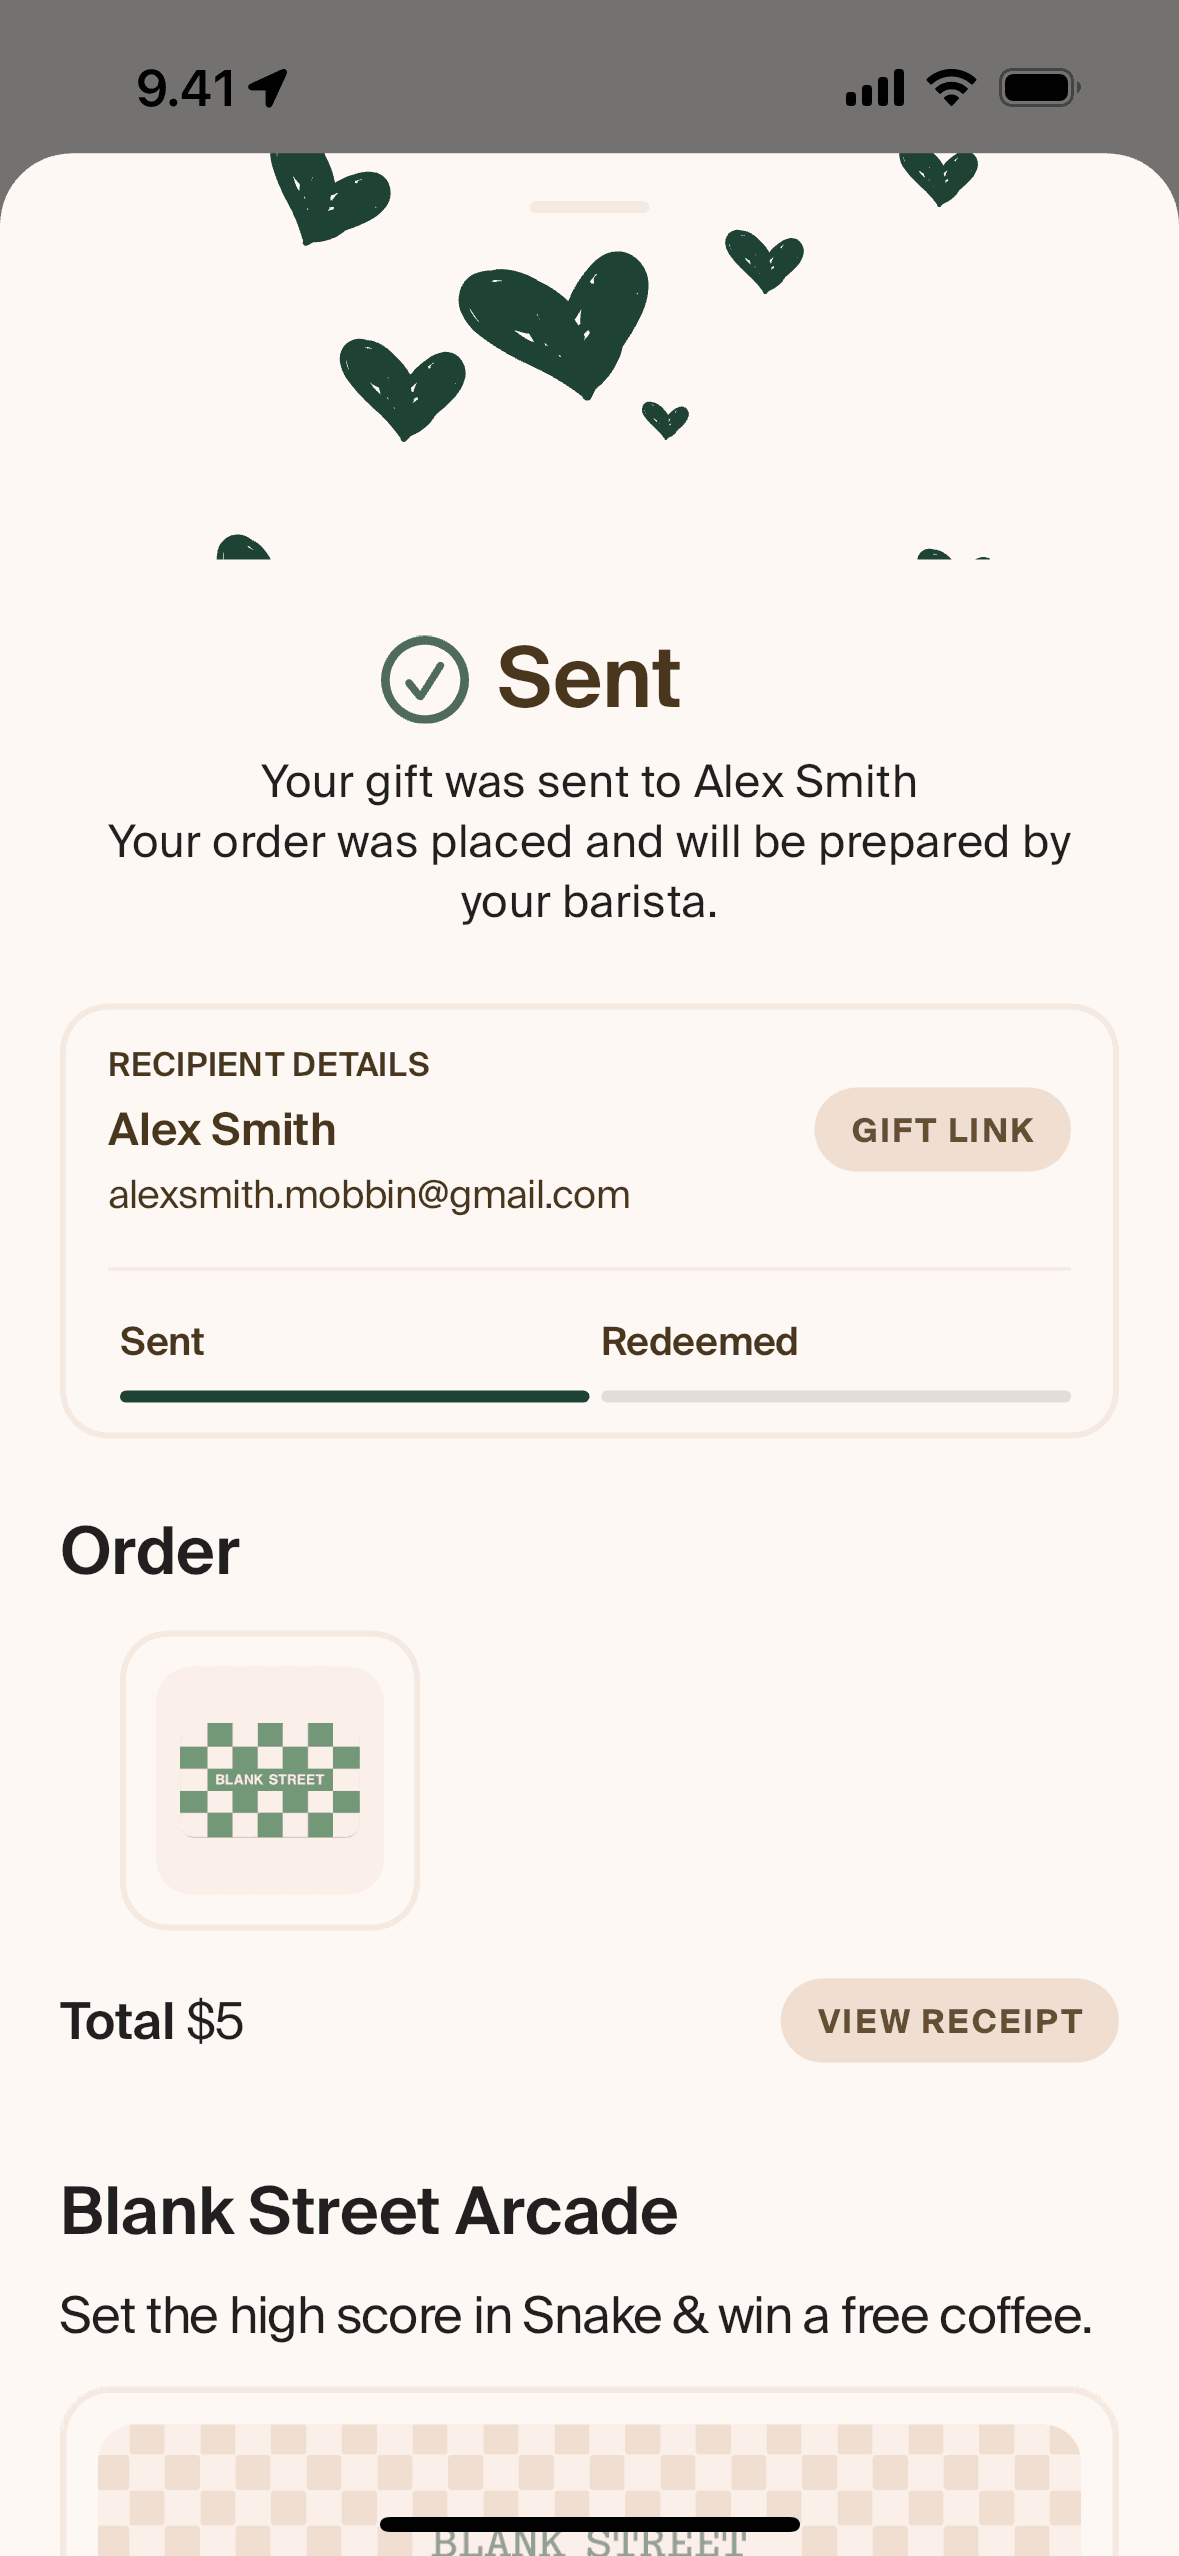 9.41
Sent
Your gift was sent to Alex Smith
Your order was placed and will be prepared by
your barista.
RECIPIENT DETAILS
Alex Smith
GIFT LINK
alexsmith.mobbin@gmail.com
Sent
Redeemed
Order
BLANK STREET
Total $5
VIEW RECEIPT
Blank Street Arcade
Set the high score in Snake & win a free coffee.
BLANK STREET